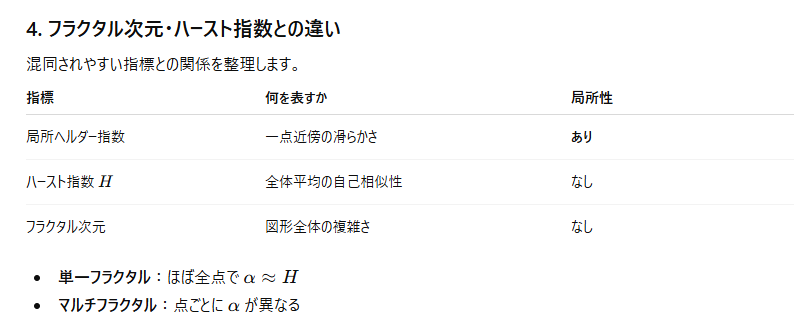 4. フラクタル次元・ハースト指数との違い
混同されやすい指標との関係を整理します。
指標 何を表すか 局所性
局所ヘルダー指数 一点近傍の滑らかさ あり
ハースト指数 H 全体平均の自己相似性 なし
フラクタル次元 図形全体の複雑さ なし
• 単一フラクタル：ほぼ全点で α ≈ H
• マルチフラクタル：点ごとに α が異なる